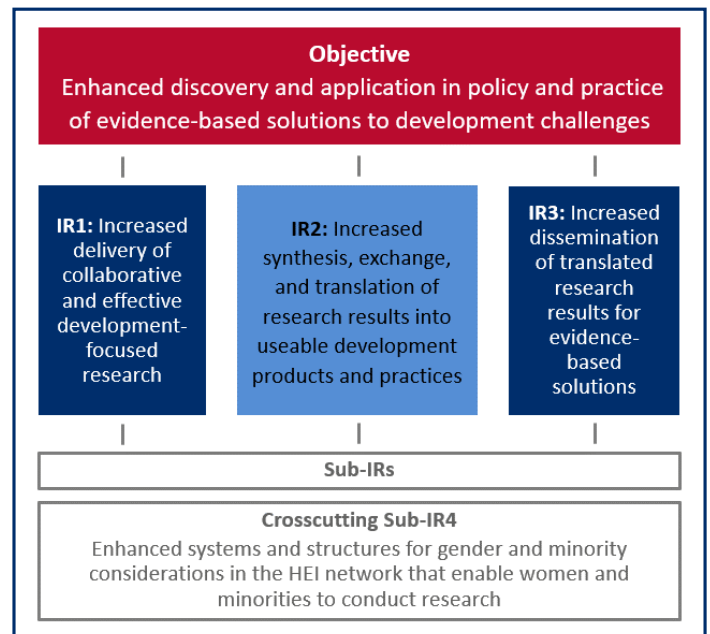 Objective
Enhanced discovery and application in policy and practice
of evidence-based solutions to development challenges
IR1: Increased
delivery of
collaborative
and effective
development-
focused
research
IR2: Increased
synthesis, exchange,
and translation of
research results into
useable development
products and practices
IR3: Increased
dissemination
of translated
research
results for
evidence-
based
solutions
Sub-IRs
Crosscutting Sub-IR4
Enhanced systems and structures for gender and minority
considerations in the HEI network that enable women and
minorities to conduct research